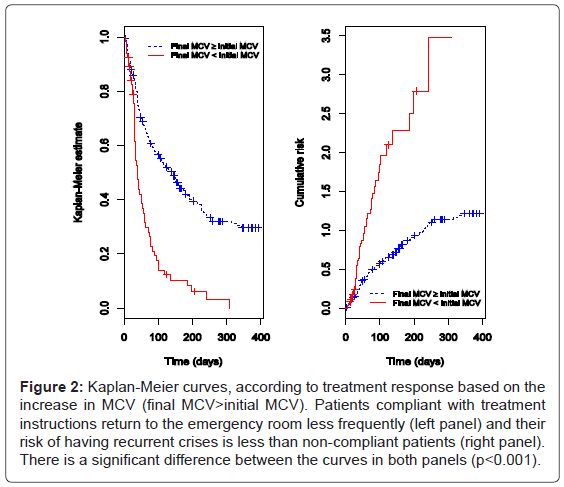 1.0
0.8
0.6
0.4
0.2
0.0
Kaplan-Meier estimate
Final MCV ≥ Initial MCV
Final MCV < Initial MCV
0 100 200 300 400
Time (days)
3.5
3.0
2.5
2.0
1.5
1.0
0.5
0.0
Cumulative risk
Final MCV ≥ Initial MCV
Final MCV < Initial MCV
0 100 200 300 400
Time (days)
Figure 2: Kaplan-Meier curves, according to treatment response based on the
increase in MCV (final MCV>initial MCV). Patients compliant with treatment
instructions return to the emergency room less frequently (left panel) and their
risk of having recurrent crises is less than non-compliant patients (right panel).
There is a significant difference between the curves in both panels (p<0.001).